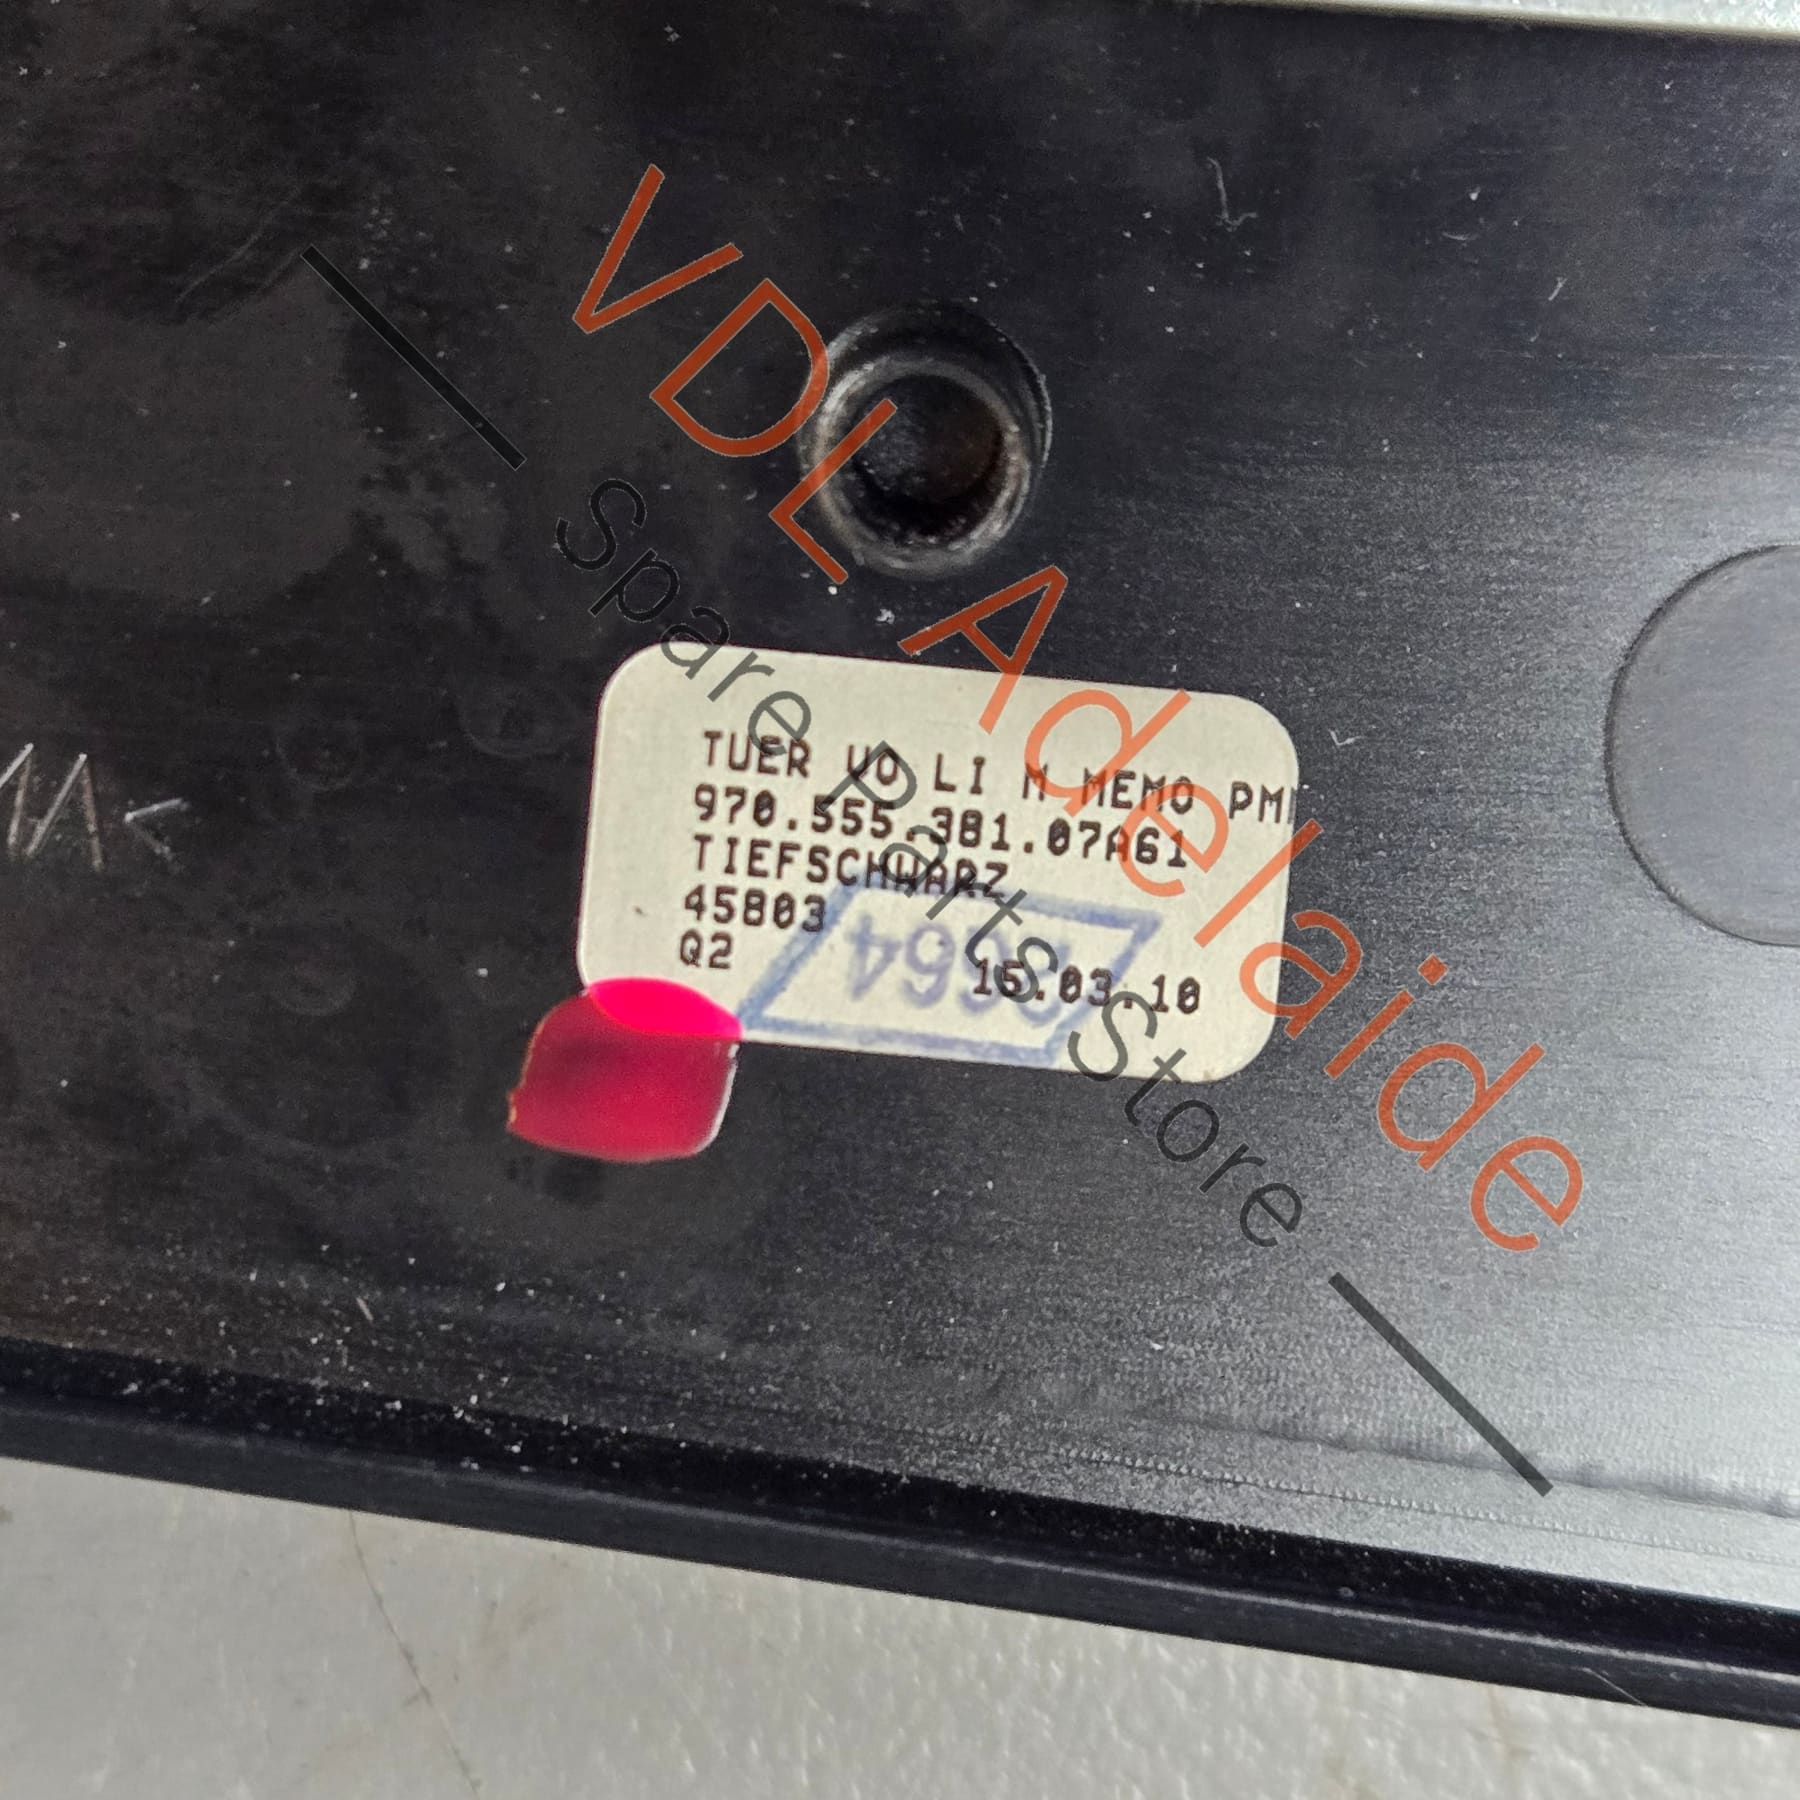 VDL Adelaide
Spare Parts Store
TUER VO LI M MEMO PM
970.555.381.07A61
TIEFSCHWARZ
45803
Q2
15.03.10